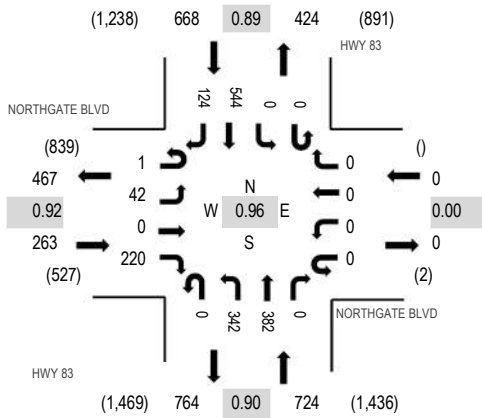 (1,238) 668 0.89 424 (891)
HWY 83
124 544 0 0
NORTHGATE BLVD
(839)
467
0.92
263
(527)
1
42
0
220
N
W 0.96 E
S
0
0
0
0
()
0
0.00
0
(2)
0 342 382 0
NORTHGATE BLVD
HWY 83
(1,469) 764 0.90 724 (1,436)